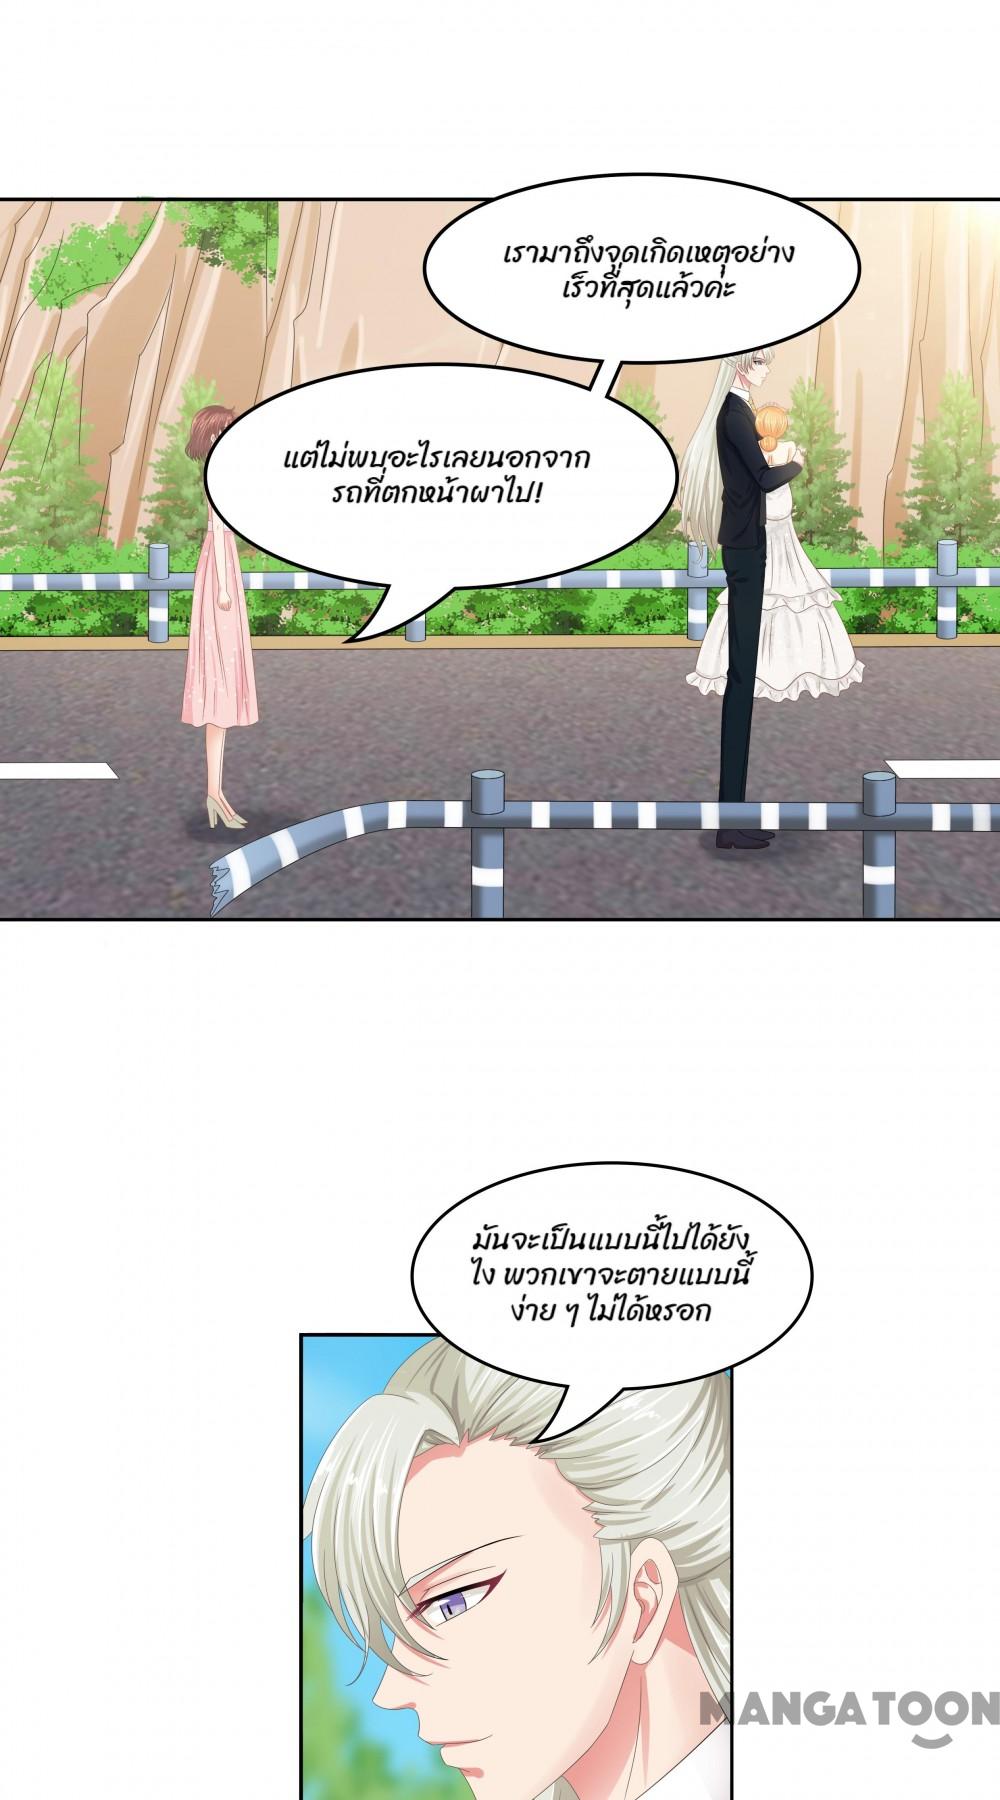 เรามาถึงจุดเกิดเหตุอย่าง
เร็วที่สุดแล้วค่ะ
แต่ไม่พบอะไรเลยนอกจาก
รถที่ตกหน้าผาไป!
มันจะเป็นแบบนี้ไปได้ยัง
ไง พวกเขาจะตายแบบนี้
ง่าย ๆ ไม่ได้หรอก
MANGATOON